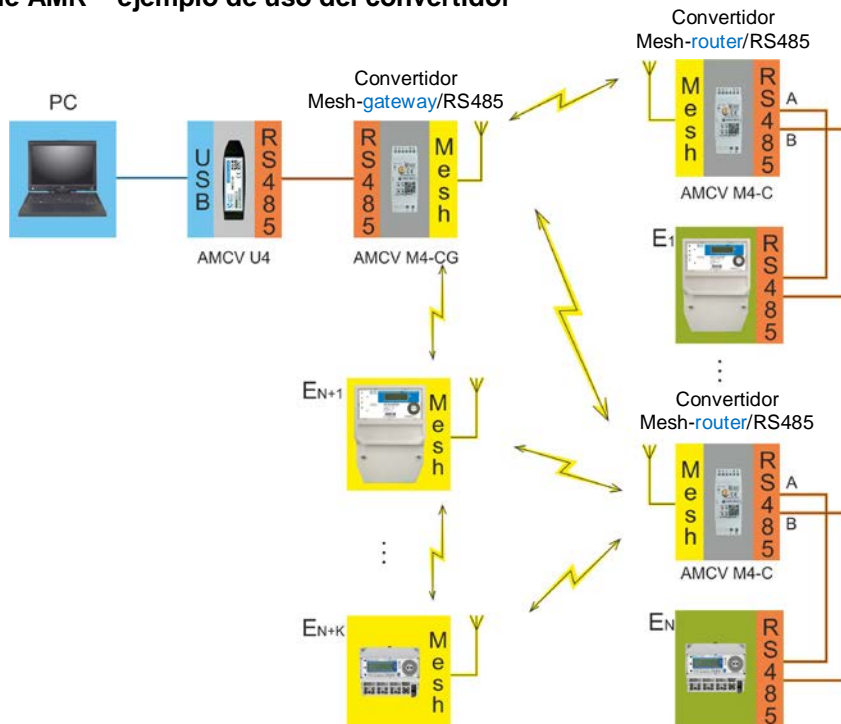 de AMR – ejemplo de uso del convertidor
Convertidor
Mesh-router/RS485
Mesh
RS485
A
B
AMCV M4-C
Convertidor
Mesh-gateway/RS485
PC
USB
RS485
AMCV U4
RS485
Mesh
AMCV M4-CG
E1
RS485
⋮
EN+1
Mesh
⋮
EN+K
Mesh
Convertidor
Mesh-router/RS485
Mesh
RS485
A
B
AMCV M4-C
EN
RS485